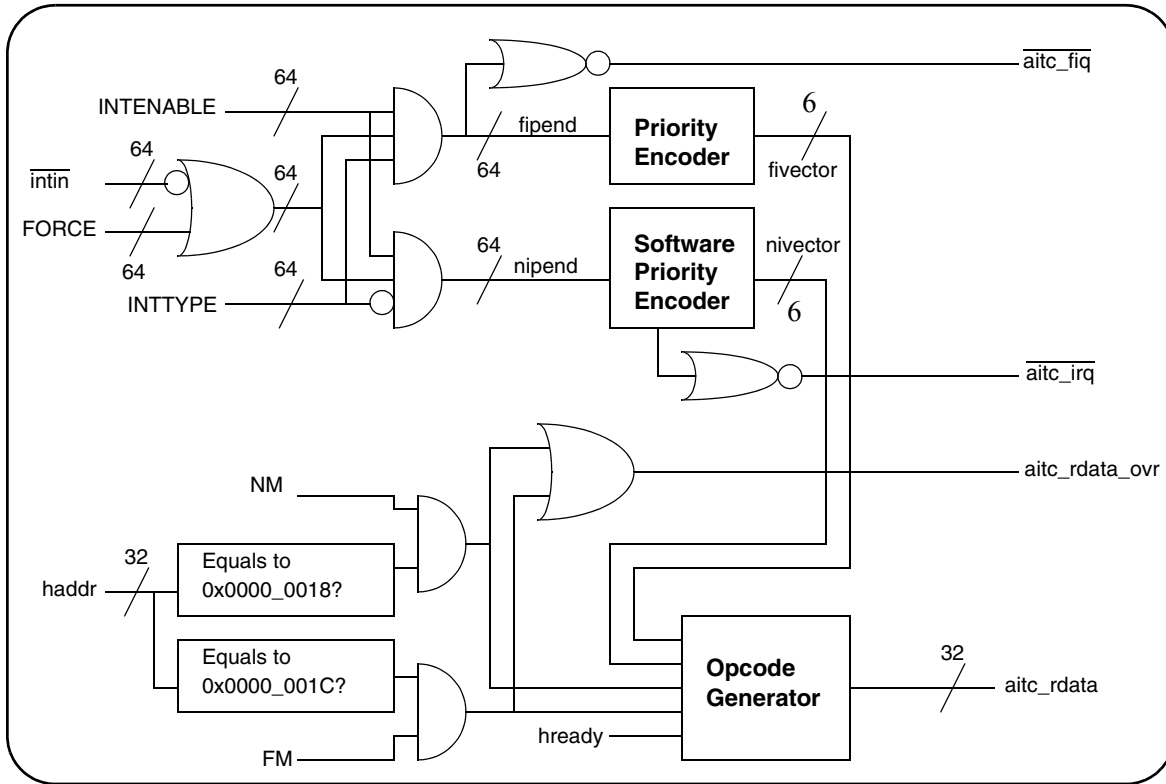 aitc_fiq
64
INTENABLE
6
64
fipend
Priority
Encoder
64
intin
64
64
fivector
FORCE
64
64
INTTYPE
64
nipend
Software
Priority
Encoder
nivector
6
aitc_irq
NM
aitc_rdata_ovr
32
haddr
Equals to
0x0000_0018?
Equals to
0x0000_001C?
FM
hready
Opcode
Generator
32
aitc_rdata